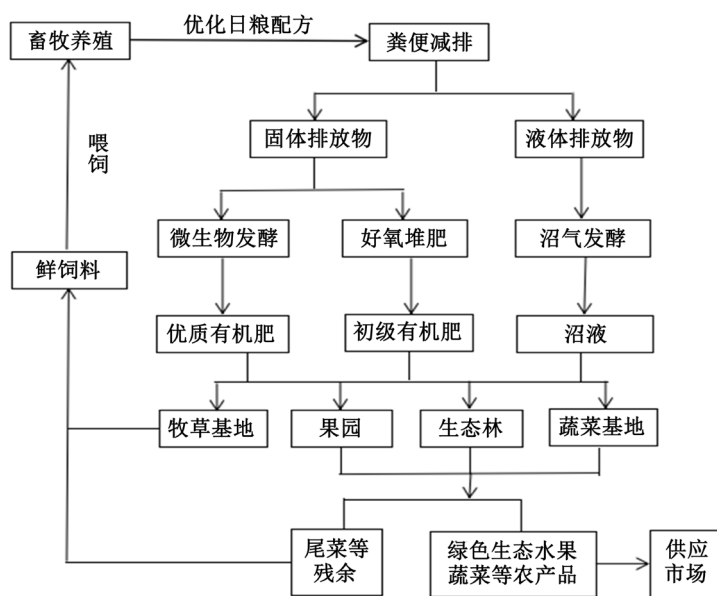 优化日粮配方
畜牧养殖
粪便减排
固体排放物
液体排放物
喂
饲
微生物发酵
好氧堆肥
沼气发酵
鲜饲料
优质有机肥
初级有机肥
沼液
牧草基地
果园
生态林
蔬菜基地
尾菜等
残余
绿色生态水果
蔬菜等农产品
供应
市场